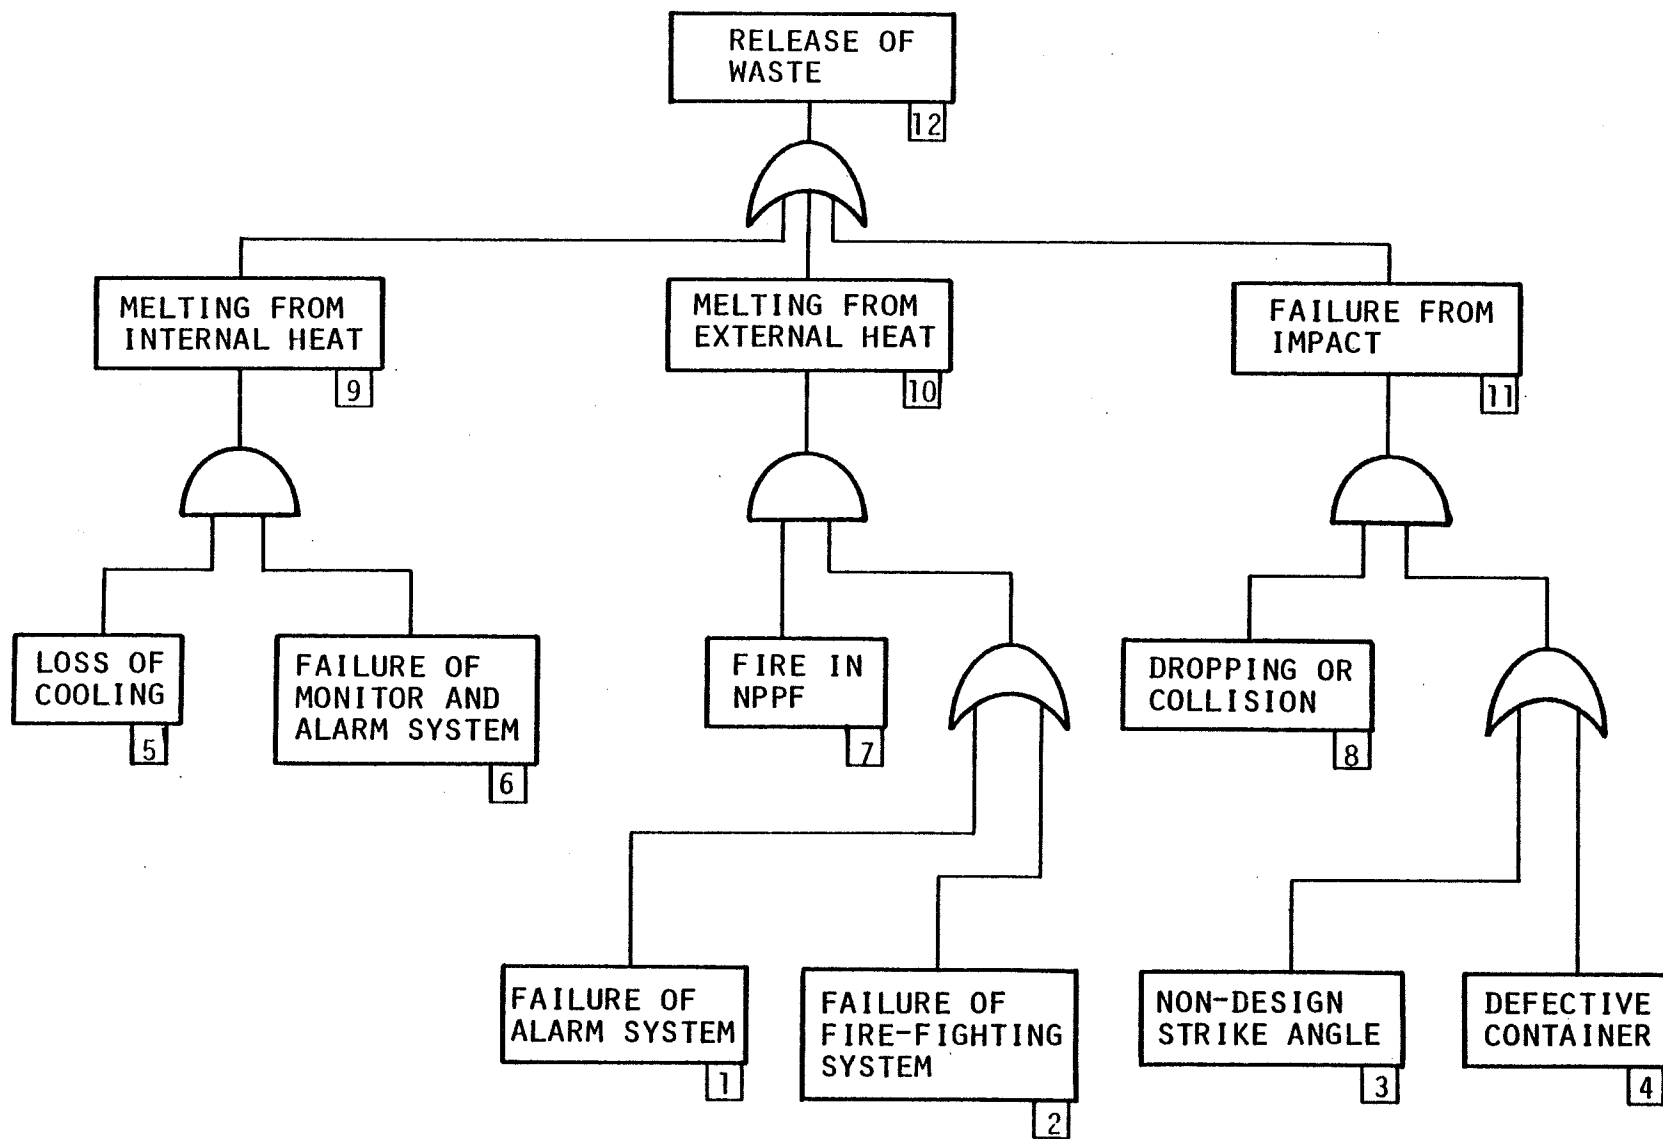 RELEASE OF
WASTE
12
MELTING FROM
INTERNAL HEAT
9
MELTING FROM
EXTERNAL HEAT
10
FAILURE FROM
IMPACT
11
LOSS OF
COOLING
5
FAILURE OF
MONITOR AND
ALARM SYSTEM
6
FIRE IN
NPPF
7
DROPPING OR
COLLISION
8
FAILURE OF
ALARM SYSTEM
1
FAILURE OF
FIRE-FIGHTING
SYSTEM
2
NON-DESIGN
STRIKE ANGLE
3
DEFECTIVE
CONTAINER
4